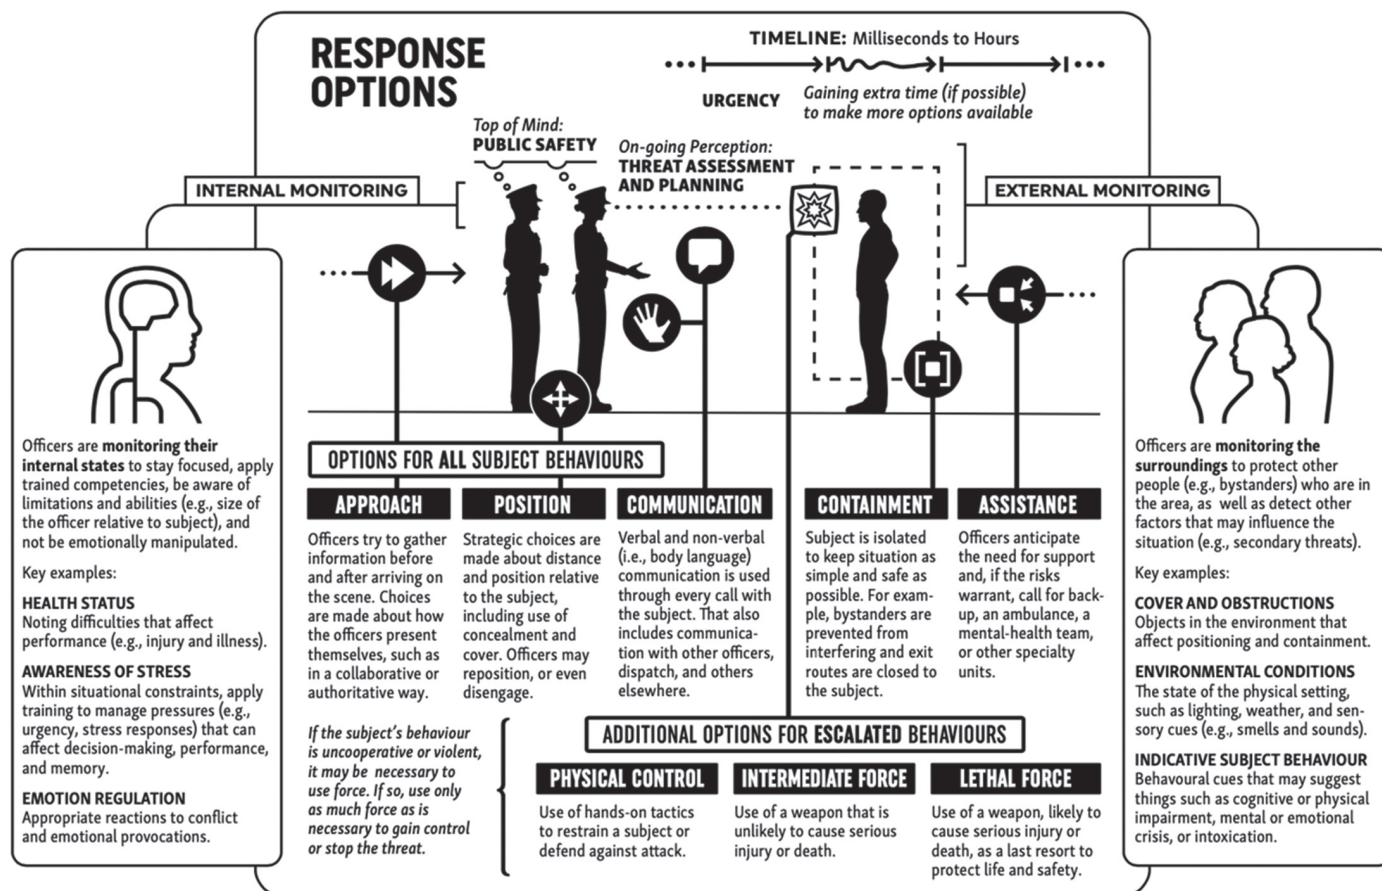 RESPONSE
OPTIONS
TIMELINE: Milliseconds to Hours
URGENCY
Gaining extra time (if possible)
to make more options available
Top of Mind:
PUBLIC SAFETY
On-going Perception:
THREAT ASSESSMENT
AND PLANNING
INTERNAL MONITORING
EXTERNAL MONITORING
Officers are monitoring their
internal states to stay focused, apply
trained competencies, be aware of
limitations and abilities (e.g., size of
the officer relative to subject), and
not be emotionally manipulated.
Key examples:
HEALTH STATUS
Noting difficulties that affect
performance (e.g., injury and illness).
AWARENESS OF STRESS
Within situational constraints, apply
training to manage pressures (e.g.,
urgency, stress responses) that can
affect decision-making, performance,
and memory.
EMOTION REGULATION
Appropriate reactions to conflict
and emotional provocations.
OPTIONS FOR ALL SUBJECT BEHAVIOURS
APPROACH
Officers try to gather
information before
and after arriving on
the scene. Choices
are made about how
the officers present
themselves, such as
in a collaborative or
authoritative way.
POSITION
Strategic choices are
made about distance
and position relative
to the subject,
including use of
concealment and
cover. Officers may
reposition, or even
disengage.
COMMUNICATION
Verbal and non-verbal
(i.e., body language)
communication is used
through every call with
the subject. That also
includes communica-
tion with other officers,
dispatch, and others
elsewhere.
CONTAINMENT
Subject is isolated
to keep situation as
simple and safe as
possible. For exam-
ple, bystanders are
prevented from
interfering and exit
routes are closed to
the subject.
ASSISTANCE
Officers anticipate
the need for support
and, if the risks
warrant, call for back-
up, an ambulance, a
mental-health team,
or other specialty
units.
If the subject's behaviour
is uncooperative or violent,
it may be necessary to
use force. If so, use only
as much force as is
necessary to gain control
or stop the threat.
ADDITIONAL OPTIONS FOR ESCALATED BEHAVIOURS
PHYSICAL CONTROL
Use of hands-on tactics
to restrain a subject or
defend against attack.
INTERMEDIATE FORCE
Use of a weapon that is
unlikely to cause serious
injury or death.
LETHAL FORCE
Use of a weapon, likely to
cause serious injury or
death, as a last resort to
protect life and safety.
Officers are monitoring the
surroundings to protect other
people (e.g., bystanders) who are in
the area, as well as detect other
factors that may influence the
situation (e.g., secondary threats).
Key examples:
COVER AND OBSTRUCTIONS
Objects in the environment that
affect positioning and containment.
ENVIRONMENTAL CONDITIONS
The state of the physical setting,
such as lighting, weather, and sen-
sory cues (e.g., smells and sounds).
INDICATIVE SUBJECT BEHAVIOUR
Behavoural cues that may suggest
things such as cognitive or physical
impairment, mental or emotional
crisis, or intoxication.